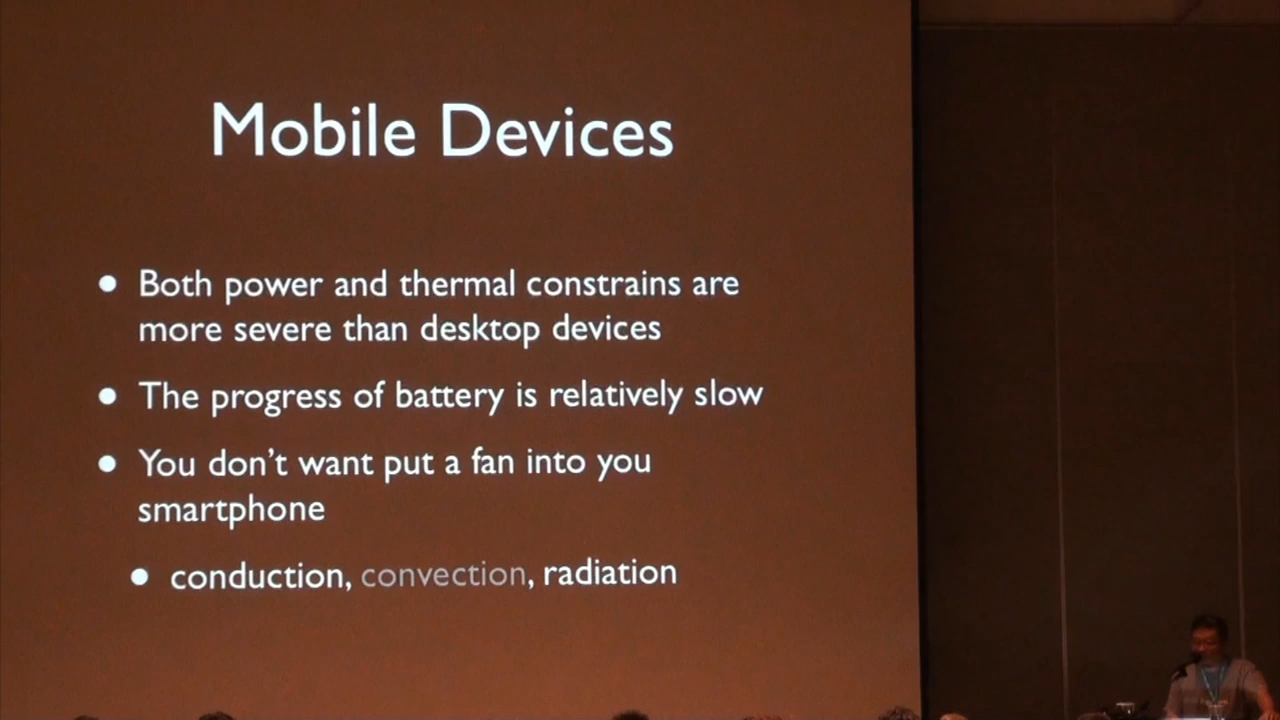 Mobile Devices
• Both power and thermal constrains are
more severe than desktop devices
• The progress of battery is relatively slow
• You don't want put a fan into you
smartphone
• conduction, convection, radiation